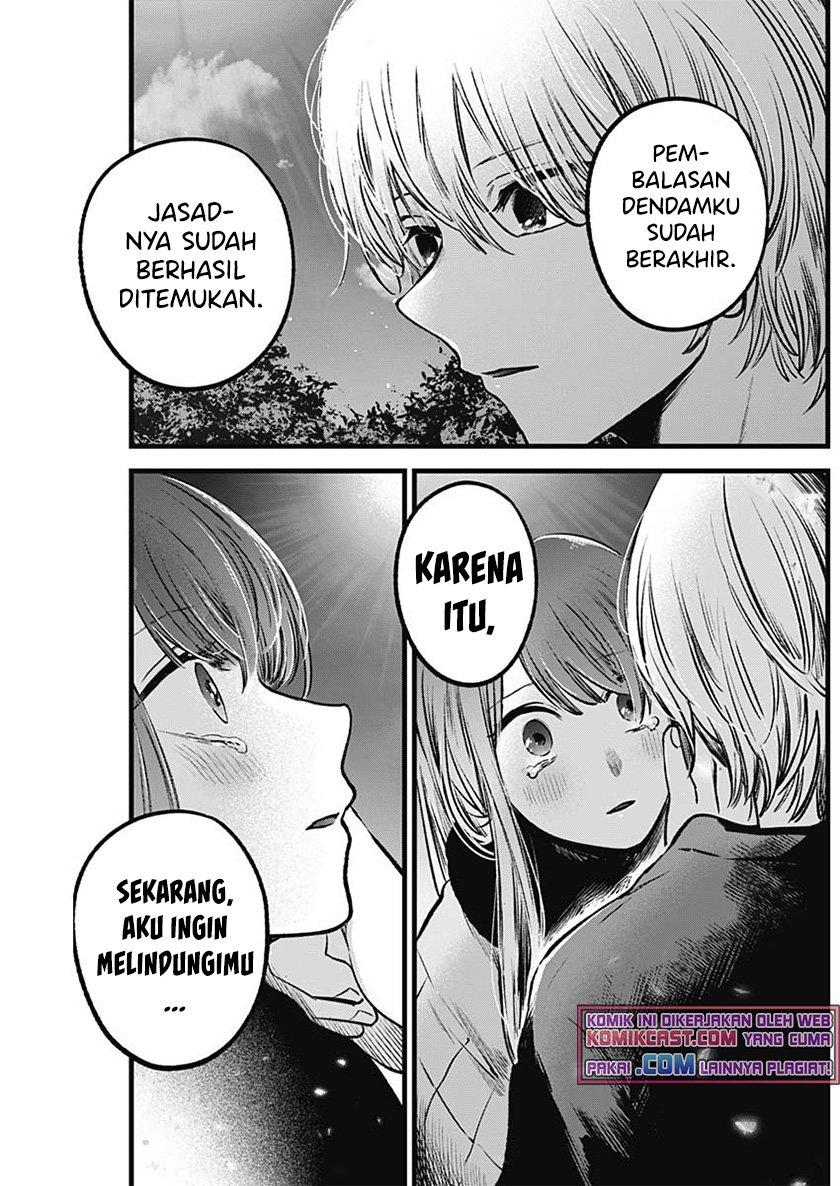 PEM-
BALASAN
DENDAMKU
SUDAH
BERAKHIR.
JASAD-
NYA SUDAH
BERHASIL
DITEMUKAN.
KARENA
ITU,
SEKARANG,
AKU INGIN
MELINDUNGIMU
...
KOMIK INI DIKERJAKAN OLEH WEB
KOMIKCAST.COM YANG CUMA
PAKAI .COM LAINNYA PLAGIAT!